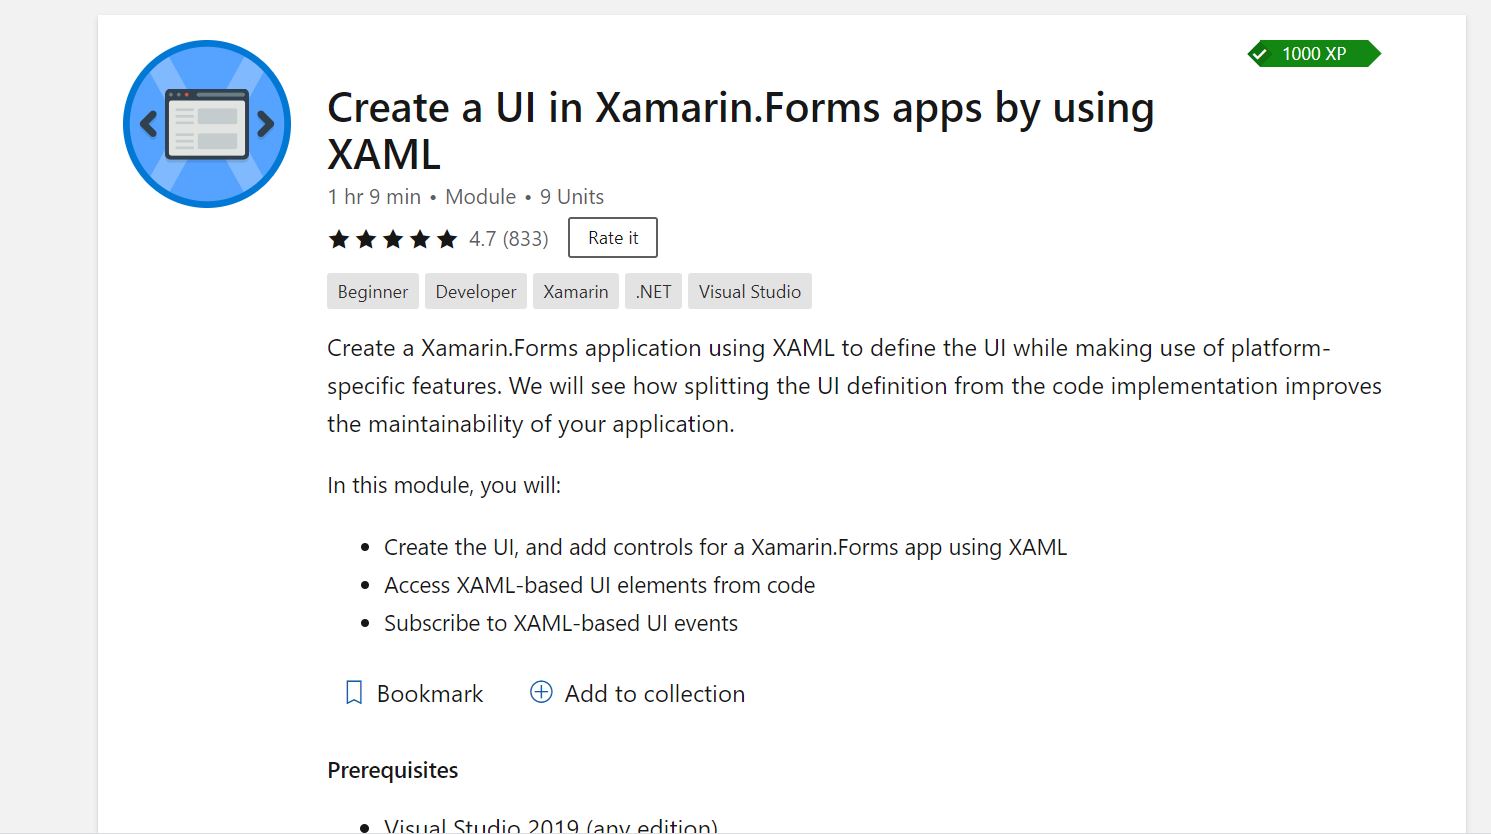 1000 XP
Create a UI in Xamarin.Forms apps by using
XAML
1 hr 9 min • Module • 9 Units
4.7 (833)
Rate it
Beginner
Developer
Xamarin
.NET
Visual Studio
Create a Xamarin.Forms application using XAML to define the UI while making use of platform-
specific features. We will see how splitting the UI definition from the code implementation improves
the maintainability of your application.
In this module, you will:
• Create the UI, and add controls for a Xamarin.Forms app using XAML
• Access XAML-based UI elements from code
• Subscribe to XAML-based UI events
Bookmark
Add to collection
Prerequisites
• Visual Studio 2019 (any edition)